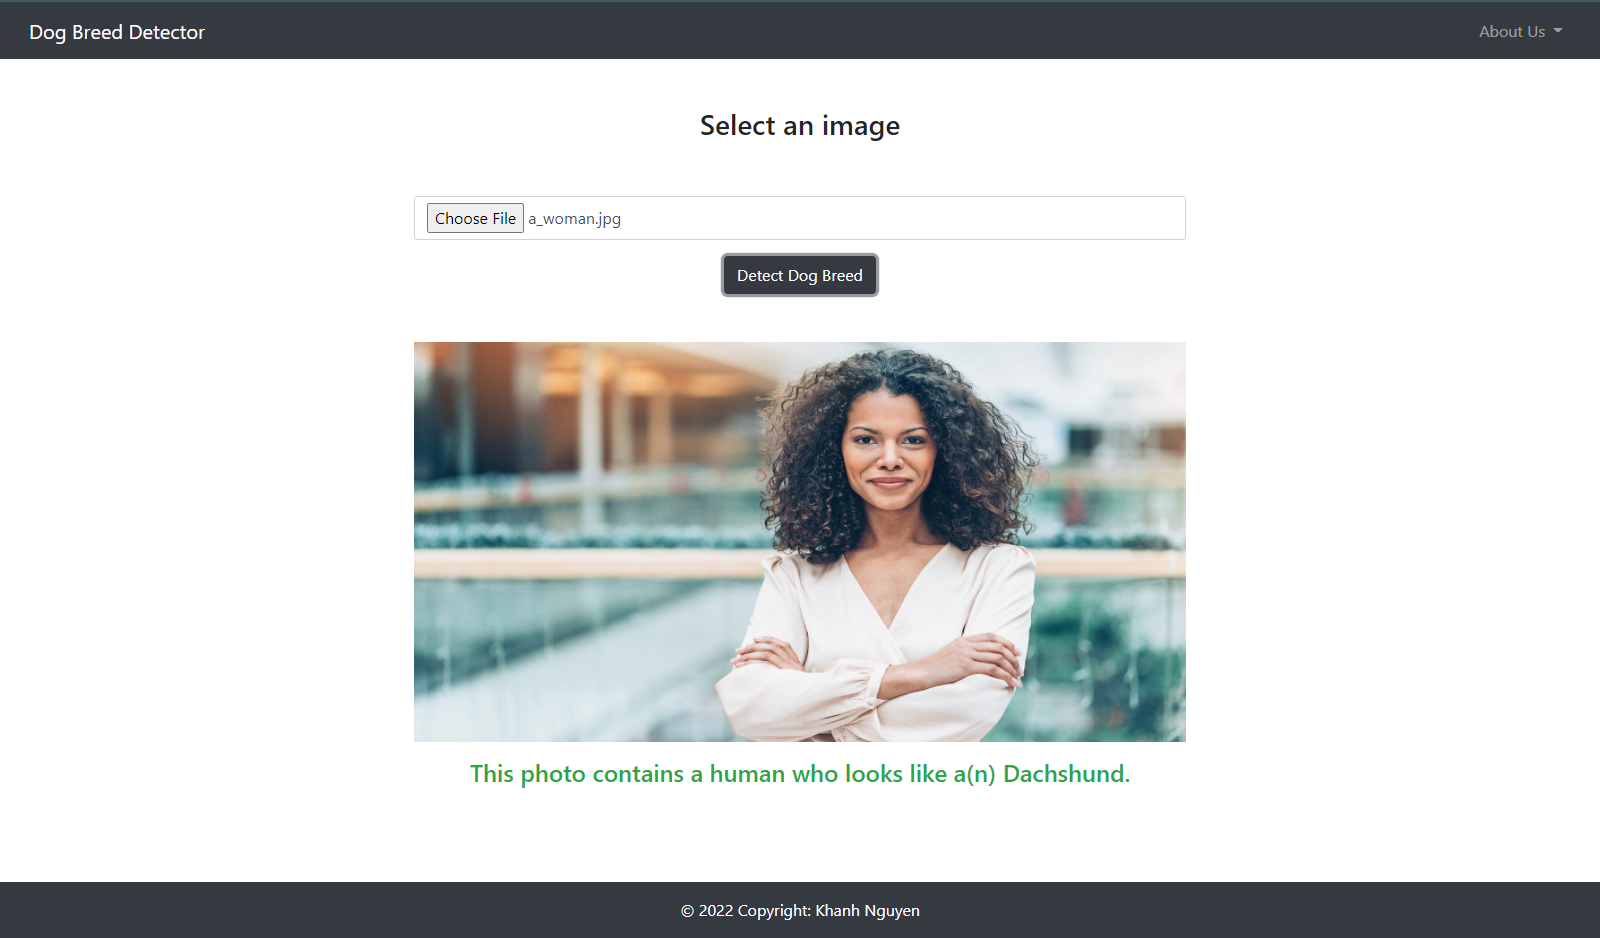 Dog Breed Detector
About Us
Select an image
Choose File a_woman.jpg
Detect Dog Breed
This photo contains a human who looks like a(n) Dachshund.
© 2022 Copyright: Khanh Nguyen